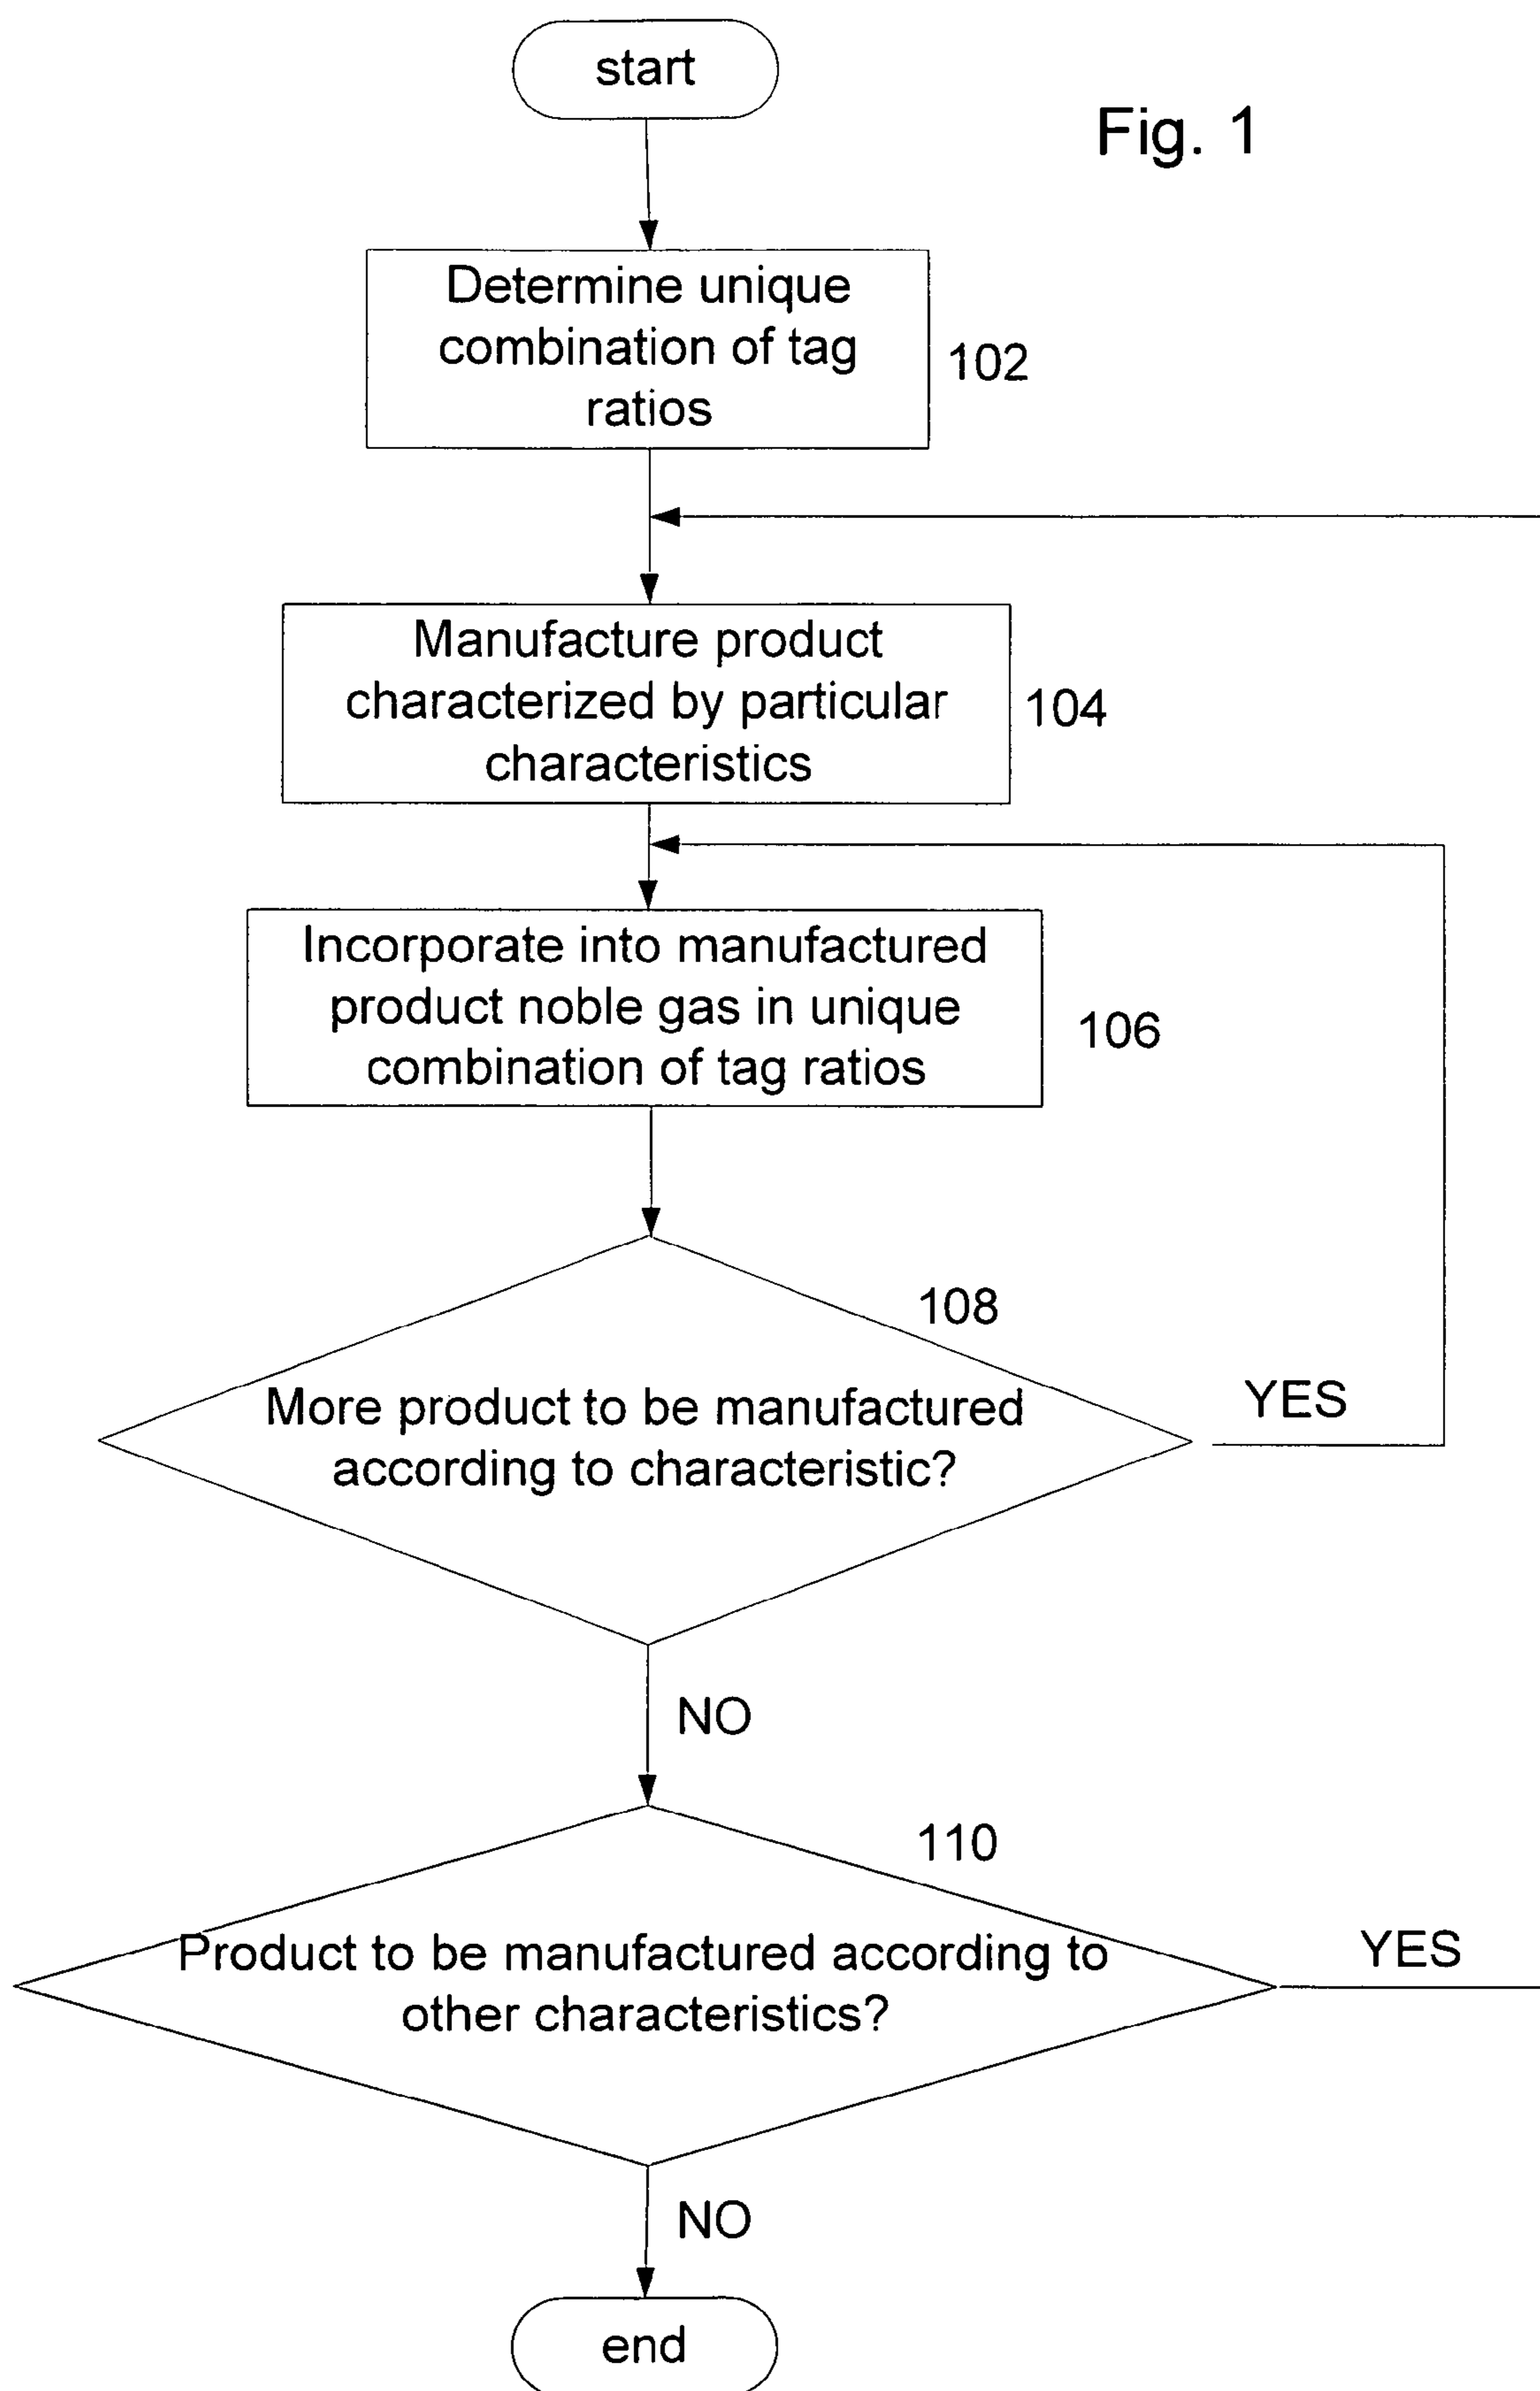 start
Fig. 1
Determine unique
combination of tag
ratios
102
Manufacture product
characterized by particular
characteristics
104
Incorporate into manufactured
product noble gas in unique
combination of tag ratios
106
108
More product to be manufactured
according to characteristic?
YES
NO
110
Product to be manufactured according to
other characteristics?
YES
NO
end